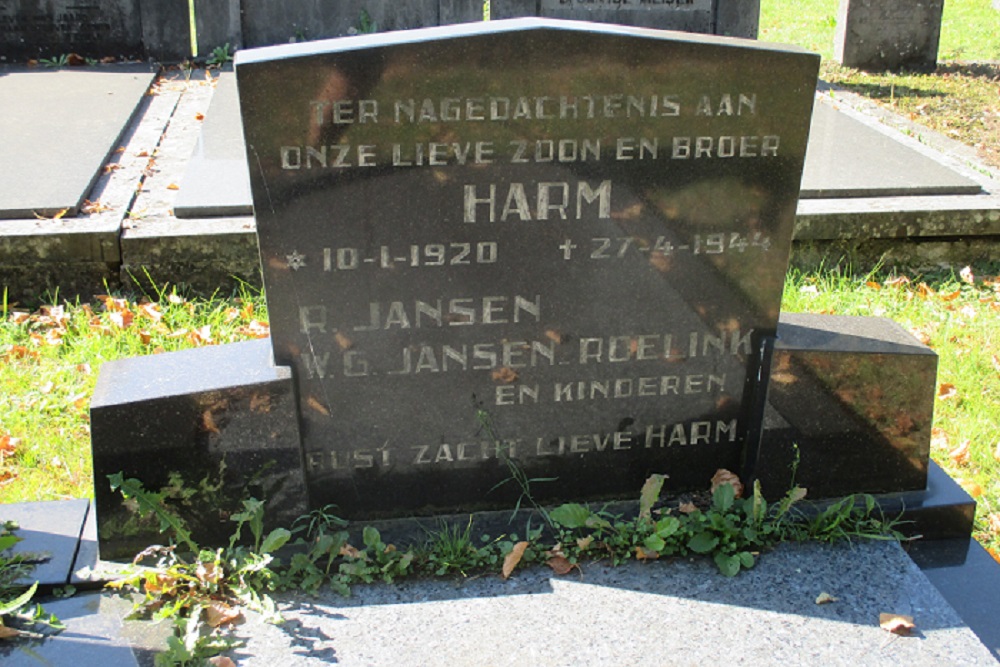 TER NAGEDACHTENIS AAN
ONZE LIEVE ZOON EN BROER
HARM
* 10-1-1920 † 27-4-1944
R. JANSEN
W.G. JANSEN-ROELINK
EN KINDEREN
RUST ZACHT LIEVE HARM.